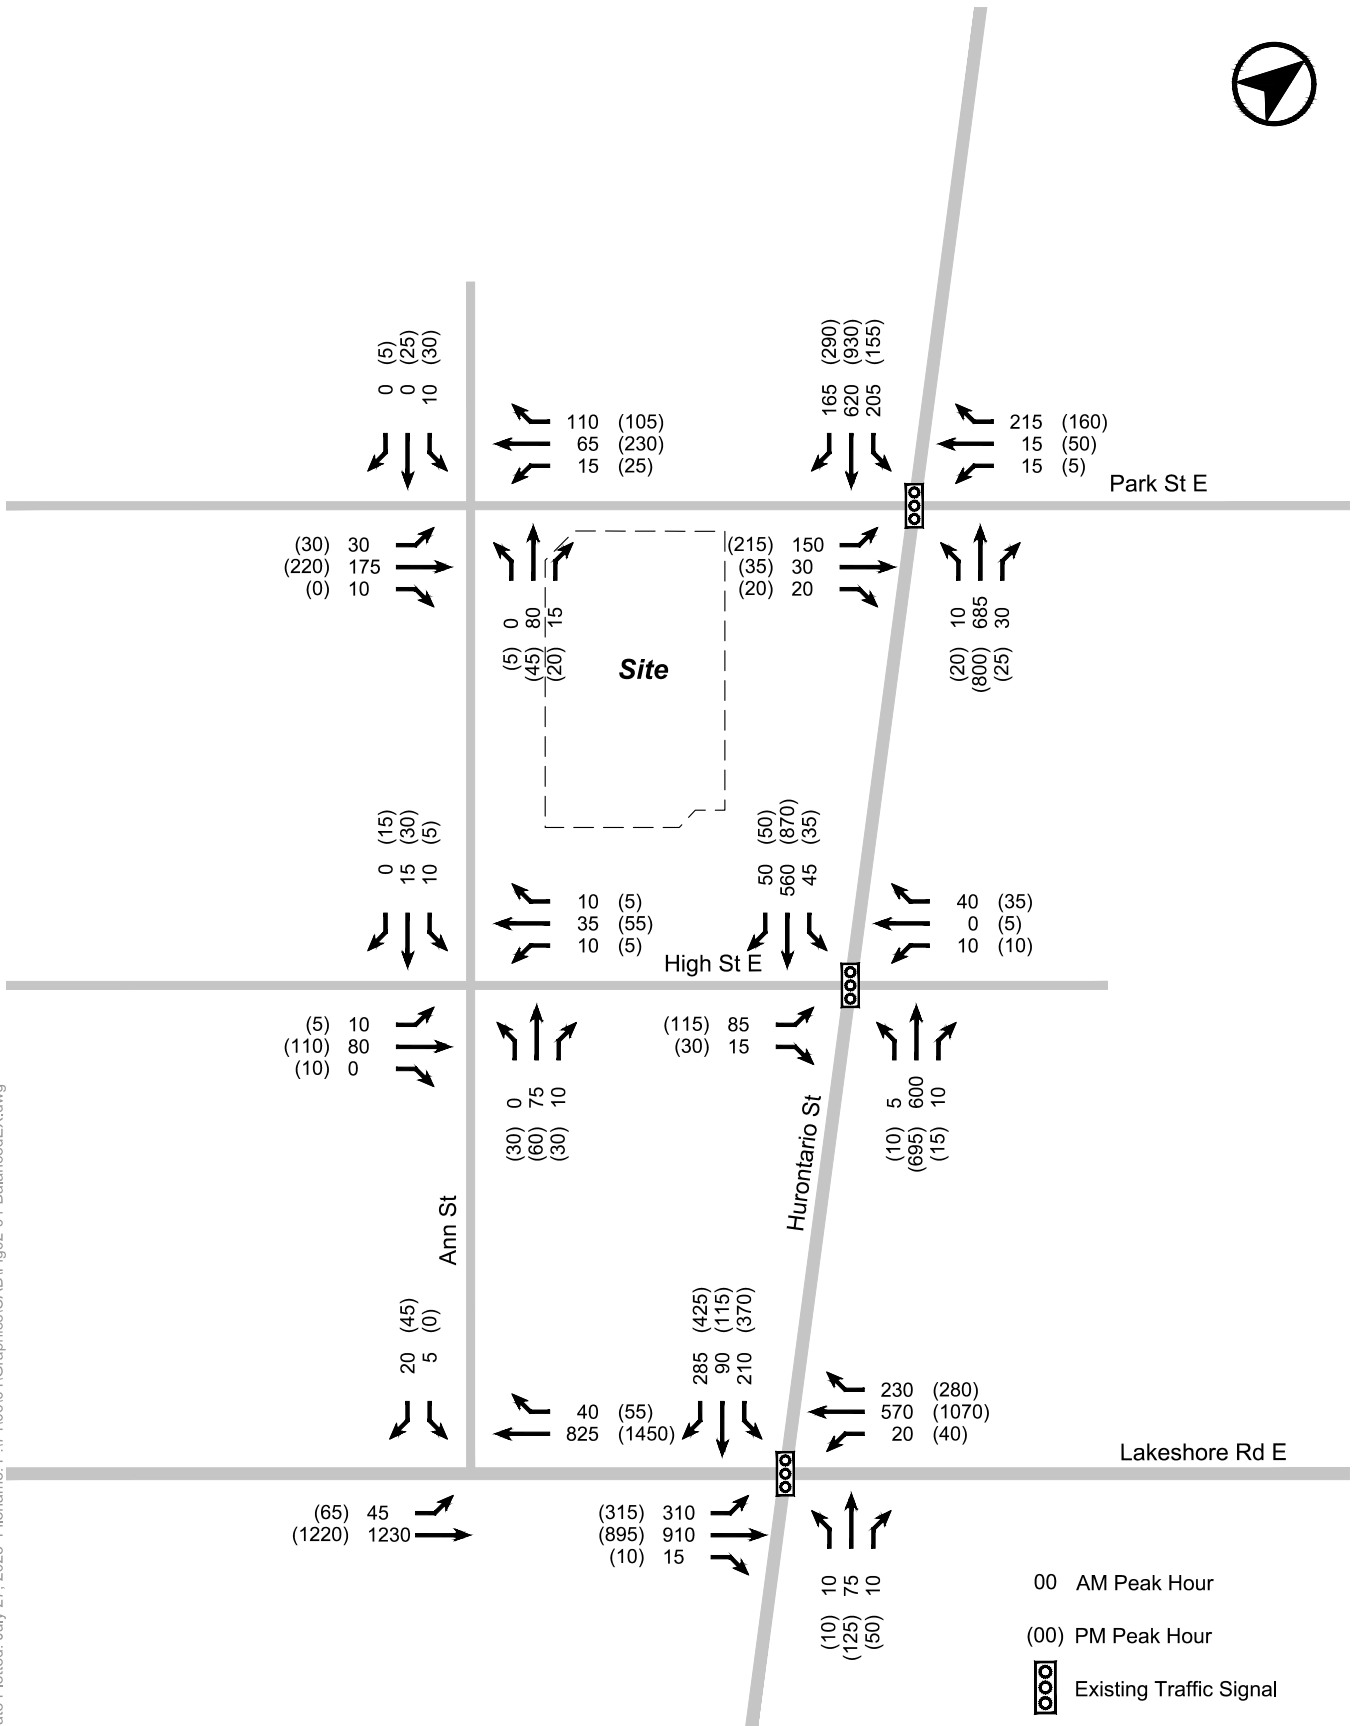 (5) (25) (30)
0 0 10
(290) (930) (155)
165 620 205
110 (105)
65 (230)
15 (25)
215 (160)
15 (50)
15 (5)
Park St E
(30) 30
(220) 175
(0) 10
0 80 15
(5) (45) (20)
Site
(215) 150
(35) 30
(20) 20
10 685 30
(20) (800) (25)
(15) (30) (5)
0 15 10
(50) (870) (35)
50 560 45
10 (5)
35 (55)
10 (5)
40 (35)
0 (5)
10 (10)
High St E
(5) 10
(110) 80
(10) 0
0 75 10
(30) (60) (30)
(115) 85
(30) 15
5 600 10
(10) (695) (15)
Hurontario St
Ann St
(45) (0)
20 5
(425) (115) (370)
285 90 210
40 (55)
825 (1450)
230 (280)
570 (1070)
20 (40)
Lakeshore Rd E
(65) 45
(1220) 1230
(315) 310
(895) 910
(10) 15
10 75 10
(10) (125) (50)
00 AM Peak Hour
(00) PM Peak Hour
Existing Traffic Signal